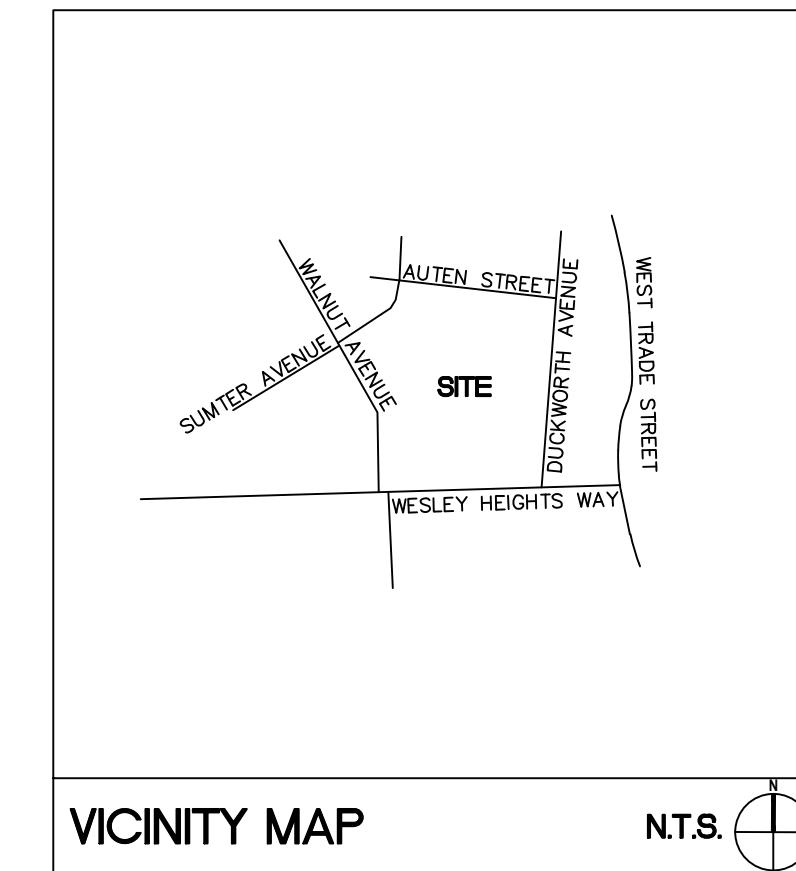 WALNUT AVENUE
AUTEN STREET
DUCKWORTH AVENUE
WEST TRADE STREET
SUMTER AVENUE
SITE
WESLEY HEIGHTS WAY
VICINITY MAP
N.T.S.
N